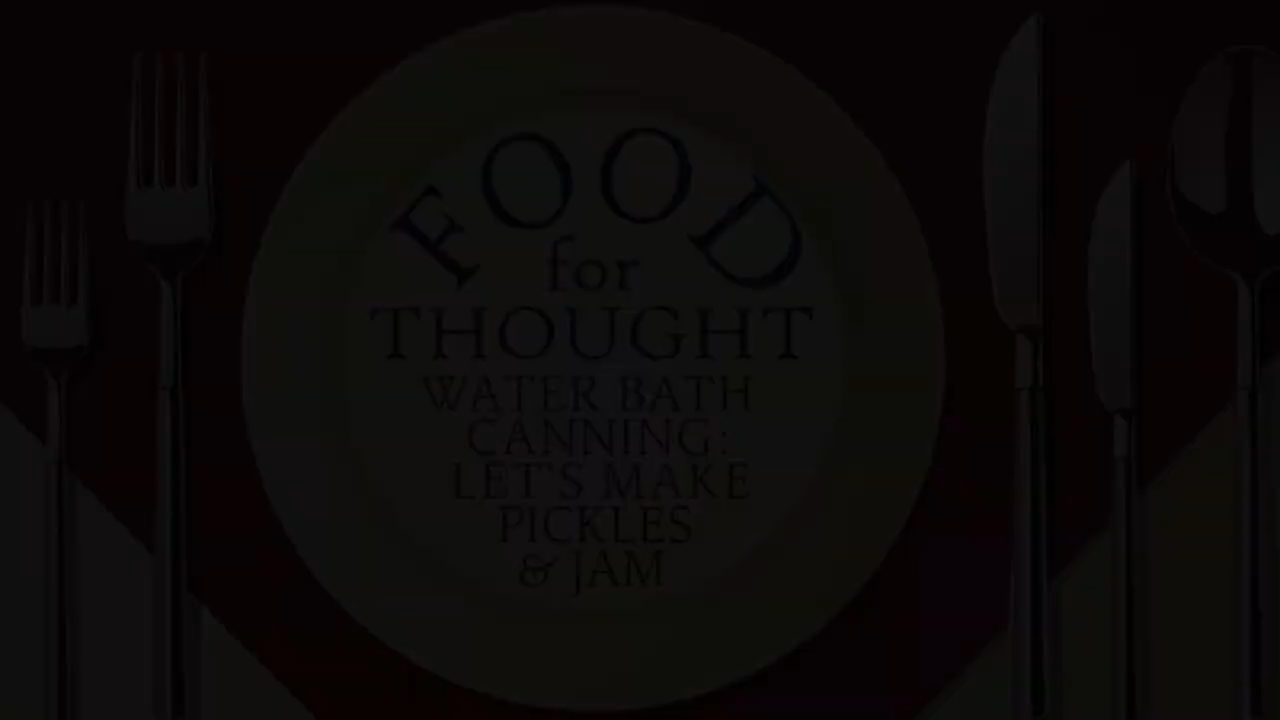 FOOD
for
THOUGHT
WATER BATH
CANNING:
LET'S MAKE
PICKLES
& JAM